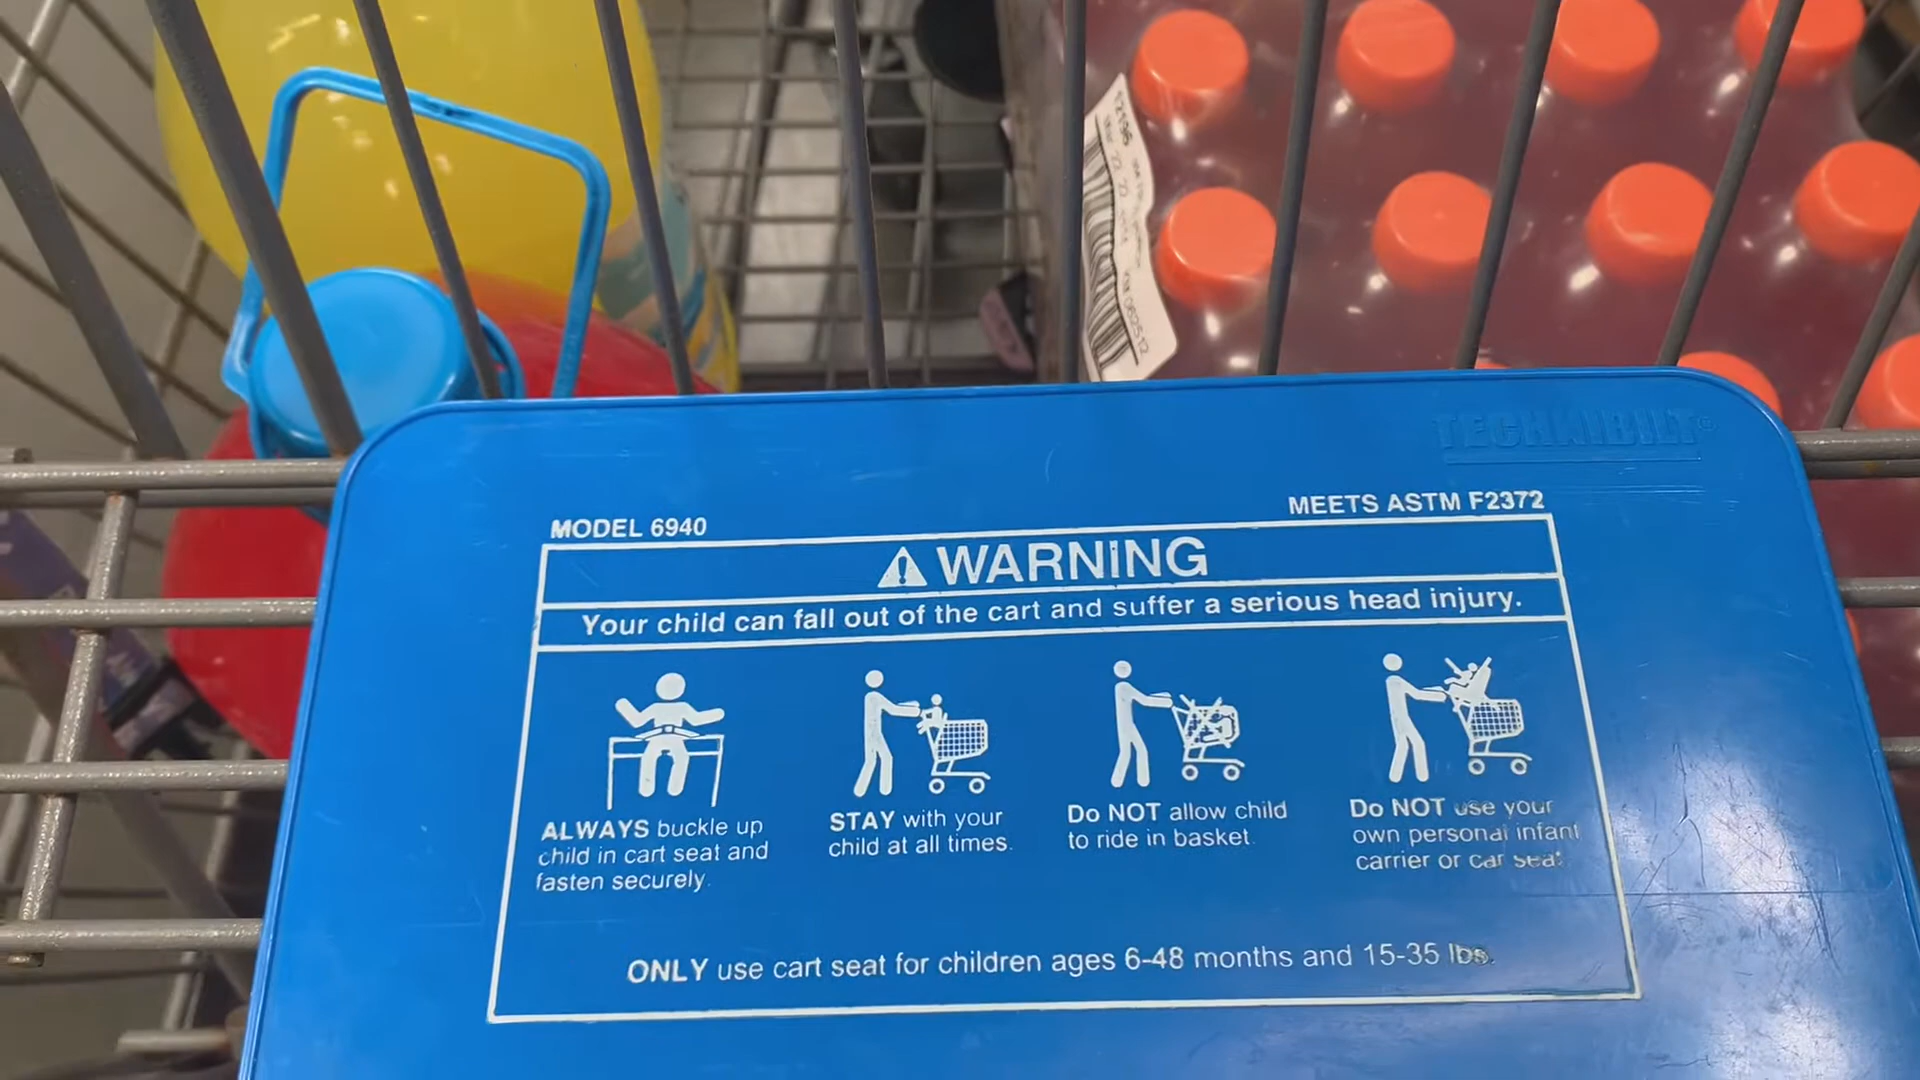 TECHNIBILT
MODEL 6940
MEETS ASTM F2372
WARNING
Your child can fall out of the cart and suffer a serious head injury.
ALWAYS buckle up
child in cart seat and
fasten securely.
STAY with your
child at all times.
Do NOT allow child
to ride in basket
Do NOT use your
own personal infant
carrier or car seat
ONLY use cart seat for children ages 6-48 months and 15-35 lbs.